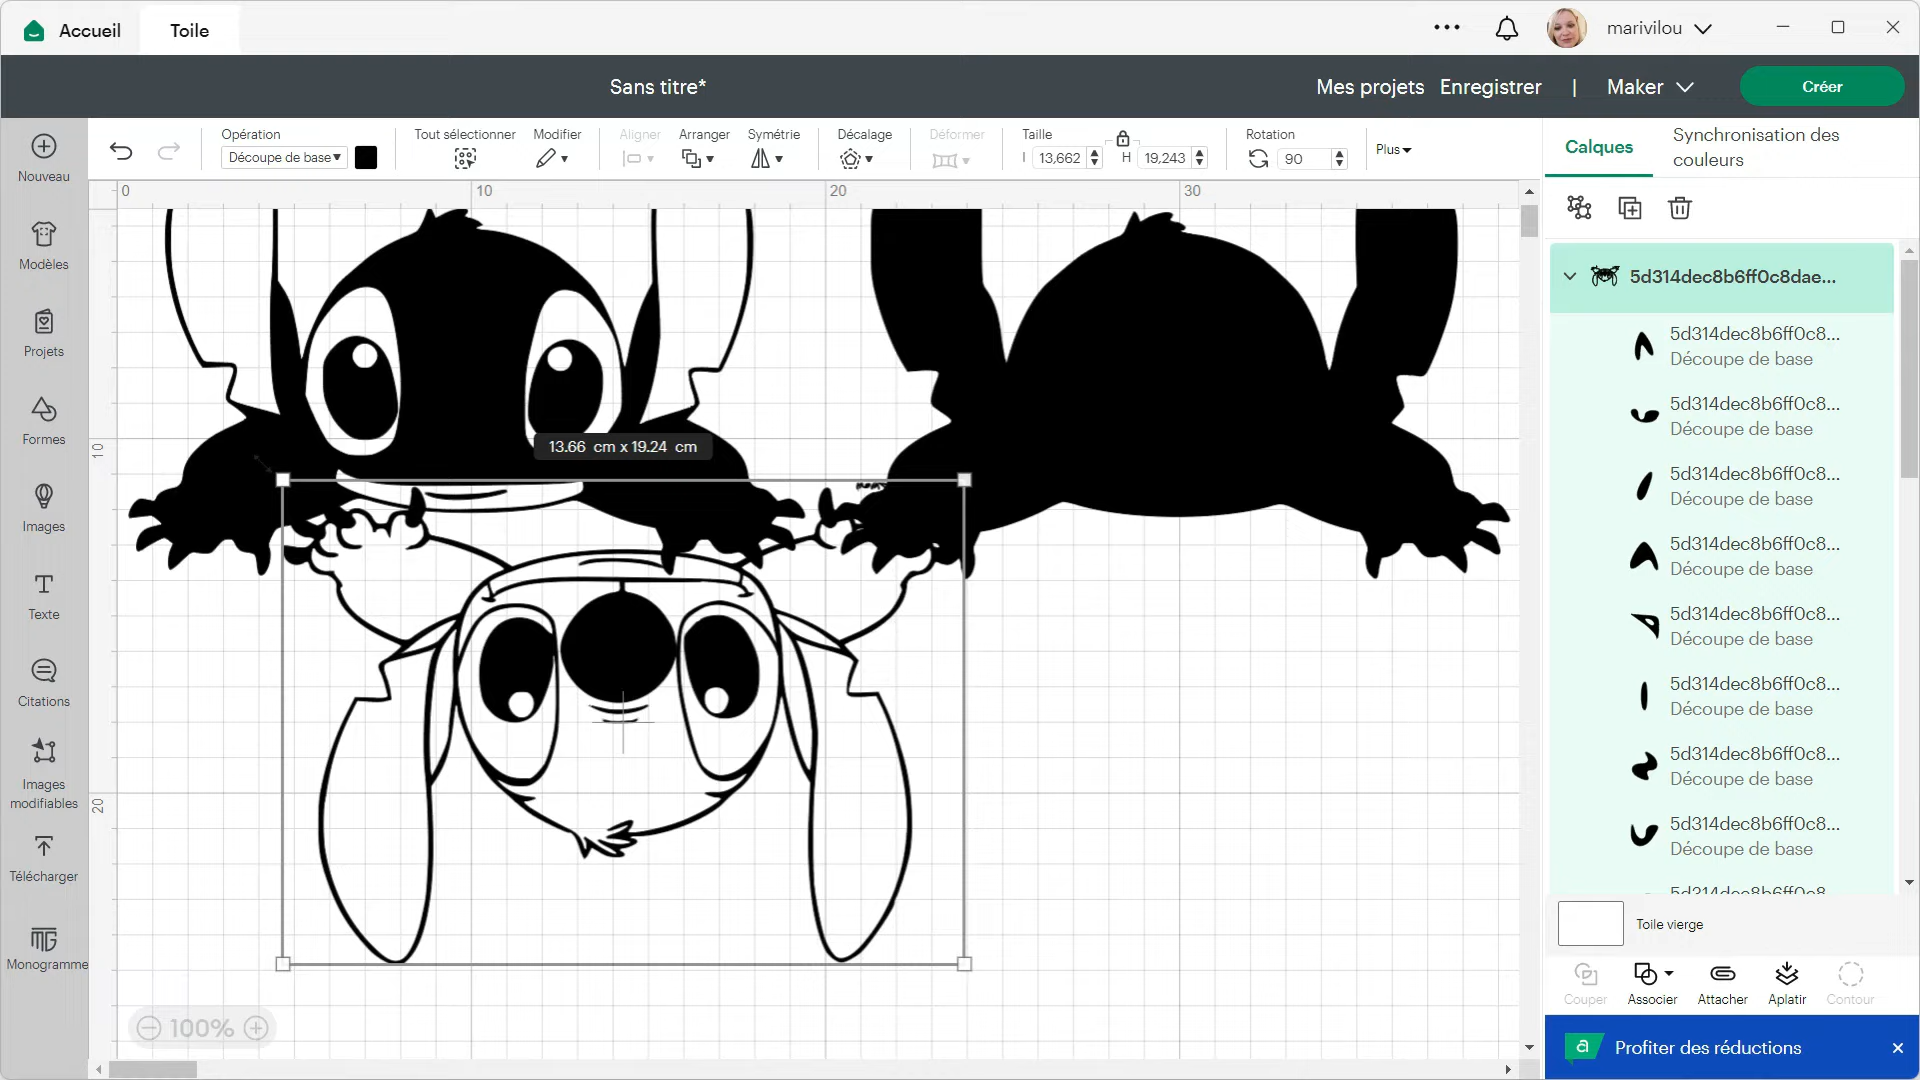 Accueil
Toile
marivilou
Sans titre*
Mes projets
Enregistrer
|
Maker
Créer
Opération
Découpe de base
Tout sélectionner
Modifier
Aligner
Arranger
Symétrie
Décalage
Déformer
Taille
l 13,662
H 19,243
Rotation
90
Plus
Calques
Synchronisation des
couleurs
Nouveau
Modèles
Projets
Formes
Images
Texte
Citations
Images
modifiables
Télécharger
Monogramme
0
10
20
30
10
20
13.66 cm x 19.24 cm
100%
5d314dec8b6ff0c8dae...
5d314dec8b6ff0c8...
Découpe de base
5d314dec8b6ff0c8...
Découpe de base
5d314dec8b6ff0c8...
Découpe de base
5d314dec8b6ff0c8...
Découpe de base
5d314dec8b6ff0c8...
Découpe de base
5d314dec8b6ff0c8...
Découpe de base
5d314dec8b6ff0c8...
Découpe de base
5d314dec8b6ff0c8...
Découpe de base
5d314dec8b6ff0c8...
Toile vierge
Couper
Associer
Attacher
Aplatir
Contour
a
Profiter des réductions